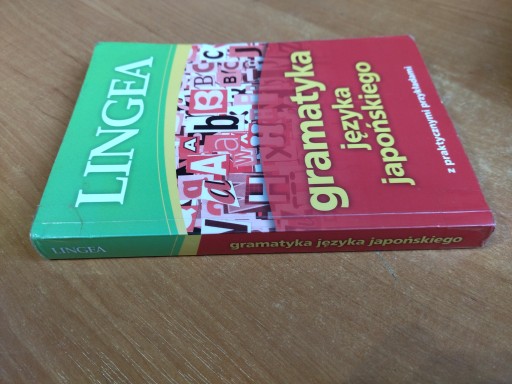 LINGEA
gramatyka
języka
japońskiego
z praktycznymi przykładami
LINGEA
gramatyka języka japońskiego